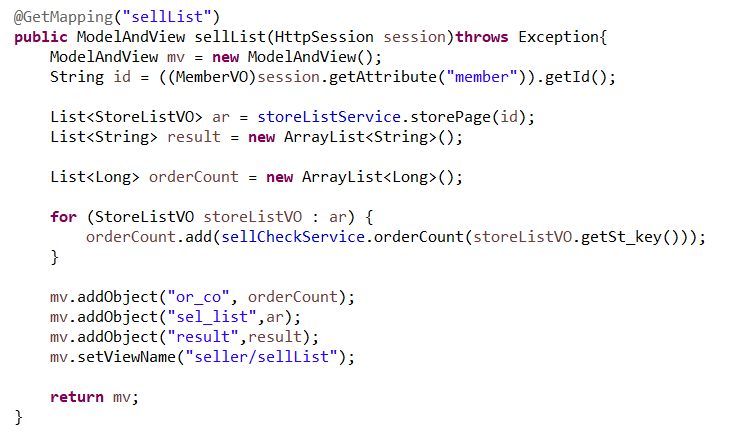 @GetMapping("sellList")
public ModelAndView sellList(HttpSession session)throws Exception{
    ModelAndView mv = new ModelAndView();
    String id = ((MemberVO)session.getAttribute("member")).getId();

    List<StoreListVO> ar = storeListService.storePage(id);
    List<String> result = new ArrayList<String>();

    List<Long> orderCount = new ArrayList<Long>();

    for (StoreListVO storeListVO : ar) {
        orderCount.add(sellCheckService.orderCount(storeListVO.getSt_key()));
    }

    mv.addObject("or_co", orderCount);
    mv.addObject("sel_list",ar);
    mv.addObject("result",result);
    mv.setViewName("seller/sellList");

    return mv;
}